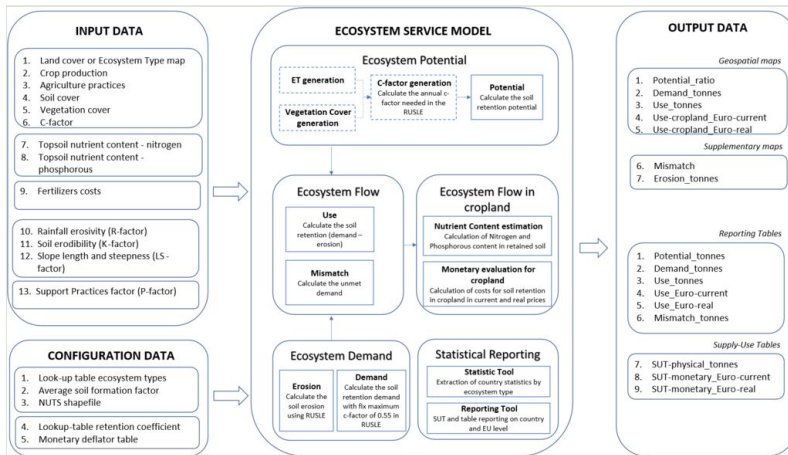 INPUT DATA
1. Land cover or Ecosystem Type map
2. Crop production
3. Agriculture practices
4. Soil cover
5. Vegetation cover
6. C-factor
7. Topsoil nutrient content - nitrogen
8. Topsoil nutrient content -
phosphorous
9. Fertilizers costs
10. Rainfall erosivity (R-factor)
11. Soil erodibility (K-factor)
12. Slope length and steepness (LS-
factor)
13. Support Practices factor (P-factor)
CONFIGURATION DATA
1. Look-up table ecosystem types
2. Average soil formation factor
3. NUTS shapefile
4. Lookup-table retention coefficient
5. Monetary deflator table
ECOSYSTEM SERVICE MODEL
Ecosystem Potential
ET generation
Vegetation Cover
generation
C-factor generation
Calculate the annual c-
factor needed in the
RUSLE
Potential
Calculate the soil
retention potential
Ecosystem Flow
Use
Calculate the soil
retention (demand –
erosion)
Mismatch
Calculate the unmet
demand
Ecosystem Flow in
cropland
Nutrient Content estimation
Calculation of Nitrogen and
Phosphorous content in retained soil
Monetary evaluation for
cropland
Calculation of costs for soil retention
in cropland in current and real prices
Ecosystem Demand
Erosion
Calculate the
soil erosion
using RUSLE
Demand
Calculate the soil
retention demand
with fix maximum
c-factor of 0.55 in
RUSLE
Statistical Reporting
Statistic Tool
Extraction of country statistics by
ecosystem type
Reporting Tool
SUT and table reporting on country
and EU level
OUTPUT DATA
Geospatial maps
1. Potential_ratio
2. Demand_tonnes
3. Use_tonnes
4. Use-cropland_Euro-current
5. Use-cropland_Euro-real
Supplementary maps
6. Mismatch
7. Erosion_tonnes
Reporting Tables
1. Potential_tonnes
2. Demand_tonnes
3. Use_tonnes
4. Use_Euro-current
5. Use_Euro-real
6. Mismatch_tonnes
Supply-Use Tables
7. SUT-physical_tonnes
8. SUT-monetary_Euro-current
9. SUT-monetary_Euro-real